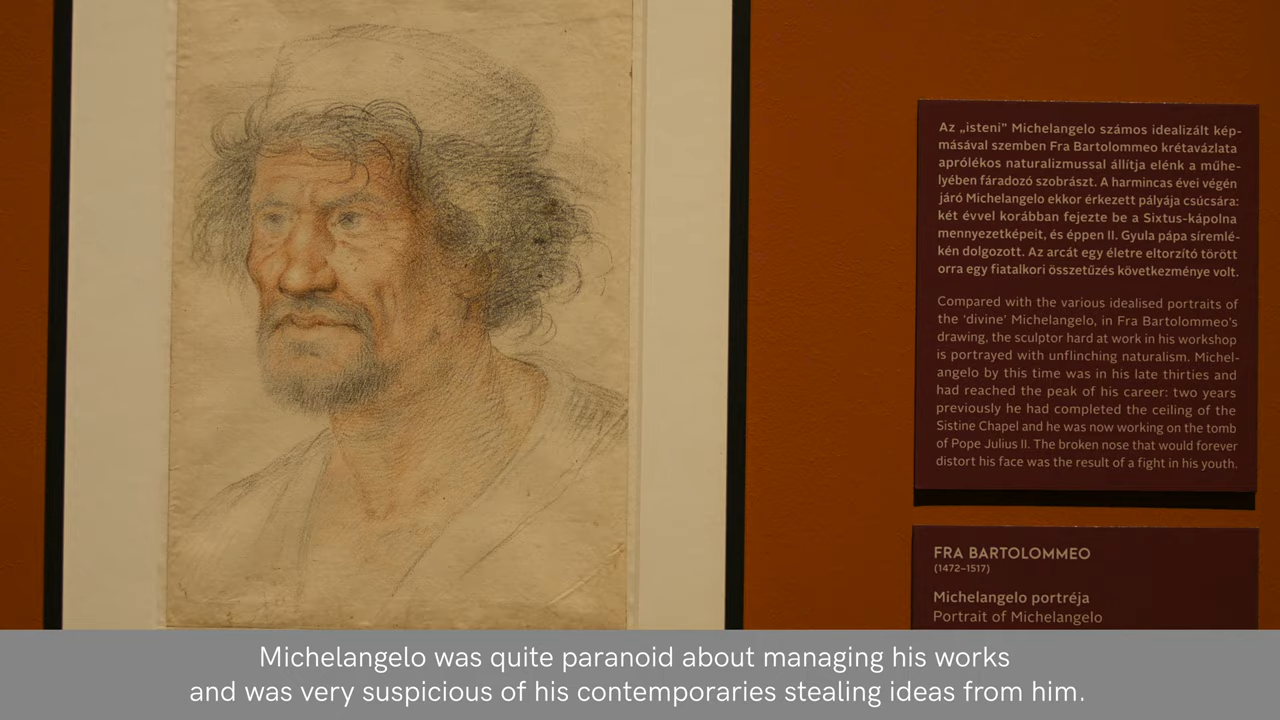 Az „isteni” Michelangelo számos idealizált kép-
másával szemben Fra Bartolommeo krétavázlata
aprólékos naturalizmussal állítja elénk a műhe-
lyében fáradozó szobrászt. A harmincas évei végén
járó Michelangelo ekkor érkezett pályája csúcsára:
két évvel korábban fejezte be a Sixtus-kápolna
mennyezetképeit, és éppen II. Gyula pápa síremlé-
kén dolgozott. Az arcát egy életre eltorzító törött
orra egy fiatalkori összetűzés következménye volt.
Compared with the various idealised portraits of
the ‘divine’ Michelangelo, in Fra Bartolommeo’s
drawing, the sculptor hard at work in his workshop
is portrayed with unflinching naturalism. Michel-
angelo by this time was in his late thirties and
had reached the peak of his career: two years
previously he had completed the ceiling of the
Sistine Chapel and he was now working on the tomb
of Pope Julius II. The broken nose that would forever
distort his face was the result of a fight in his youth.
FRA BARTOLOMMEO
(1472–1517)
Michelangelo portréja
Portrait of Michelangelo
Michelangelo was quite paranoid about managing his works
and was very suspicious of his contemporaries stealing ideas from him.